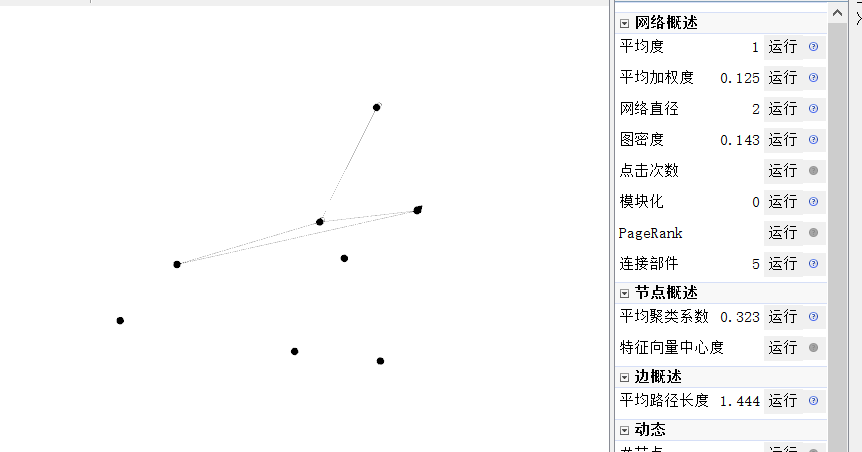 网络概述
平均度 1 运行
平均加权度 0.125 运行
网络直径 2 运行
图密度 0.143 运行
点击次数 运行
模块化 0 运行
PageRank 运行
连接部件 5 运行
节点概述
平均聚类系数 0.323 运行
特征向量中心度 运行
边概述
平均路径长度 1.444 运行
动态